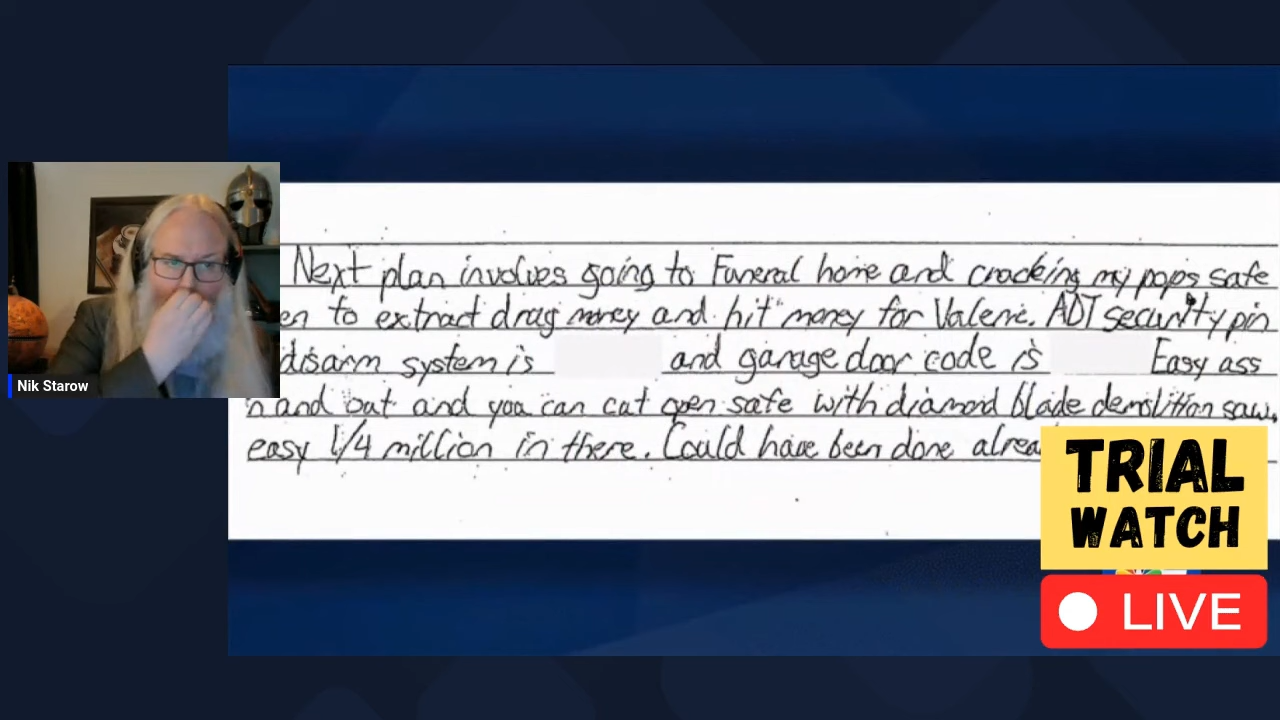 Next plan involves going to Funeral home and cracking my pops safe
en to extract drug money and "hit" money for Valerie. ADT security pin
disarm system is and garage door code is Easy ass
n and out and you can cut open safe with diamond blade demolition saw.
easy 1/4 million in there. Could have been done alrea
Nik Starow
TRIAL
WATCH
LIVE